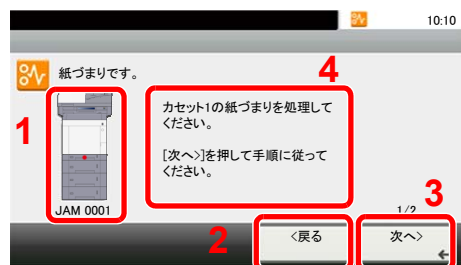 10:10
紙づまりです。
4
1
カセット1の紙づまりを処理して
ください。
[次へ>]を押して手順に従って
ください。
JAM 0001
1/2
3
2
<戻る
次へ>